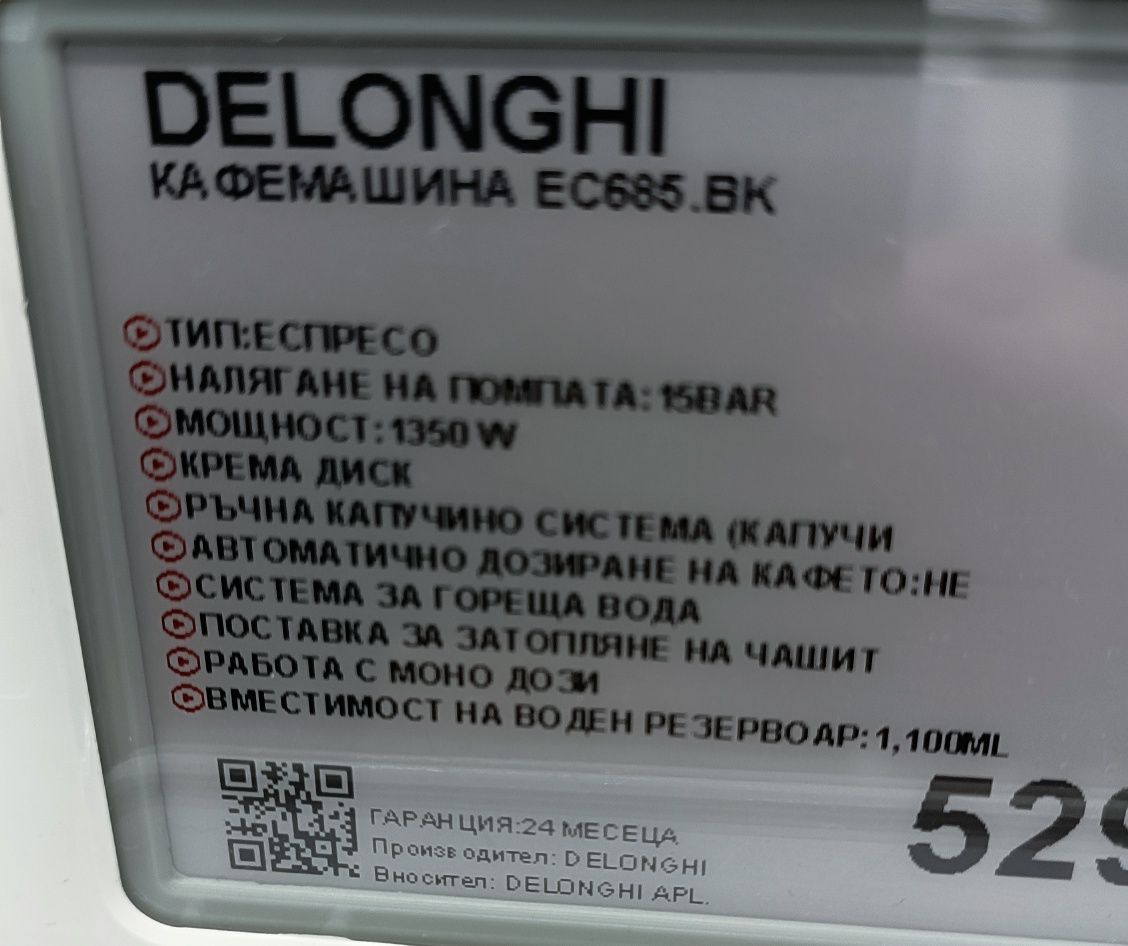 DELONGHI
КАФЕМАШИНА EC685.BK
ТИП:ЕСПРЕСО
НАЛЯГАНЕ НА ПОМПАТА: 15BAR
МОЩНОСТ: 1350 W
КРЕМА ДИСК
РЪЧНА КАПУЧИНО СИСТЕМА (КАПУЧИ
АВТОМАТИЧНО ДОЗИРАНЕ НА КАФЕТО:НЕ
СИСТЕМА ЗА ГОРЕЩА ВОДА
ПОСТАВКА ЗА ЗАТОПЛЯНЕ НА ЧАШИТ
РАБОТА С МОНО ДОЗИ
ВМЕСТИМОСТ НА ВОДЕН РЕЗЕРВОАР: 1,100ML
529
ГАРАНЦИЯ:24 МЕСЕЦА
Производител: DELONGHI
Вносител: DELONGHI APL.